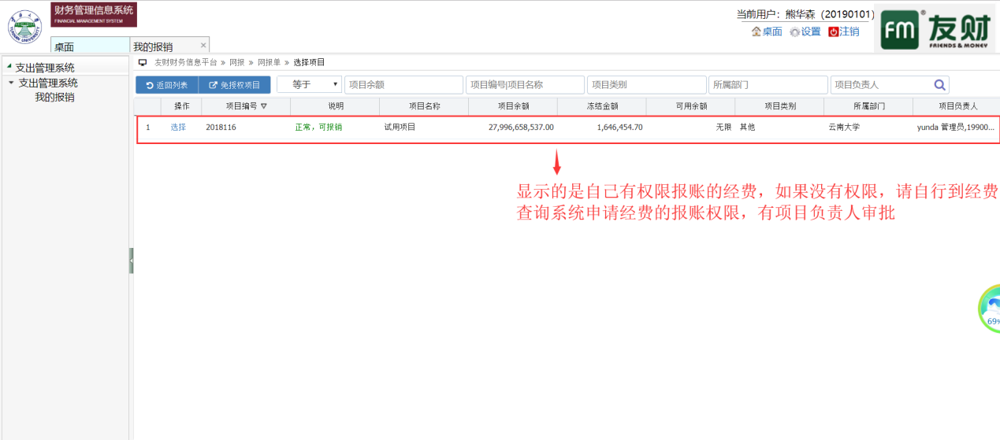 财务管理信息系统
FINANCIAL MANAGEMENT SYSTEM
YUNNAN UNIVERSITY
当前用户：熊华森（20190101）
桌面 设置 注销
FM® 友财
FRIENDS & MONEY
桌面 我的报销 ×
支出管理系统
支出管理系统
我的报销
友财财务信息平台 » 网报 » 网报单 » 选择项目
返回列表 免授权项目 等于 项目余额 项目编号|项目名称 项目类别 所属部门 项目负责人
操作 项目编号 ▽ 说明 项目名称 项目余额 冻结金额 可用余额 项目类别 所属部门 项目负责人
1 选择 2018116 正常，可报销 试用项目 27,996,658,537.00 1,646,454.70 无限 其他 云南大学 yunda 管理员,19900...
显示的是自己有权限报账的经费，如果没有权限，请自行到经费
查询系统申请经费的报账权限，有项目负责人审批
69%